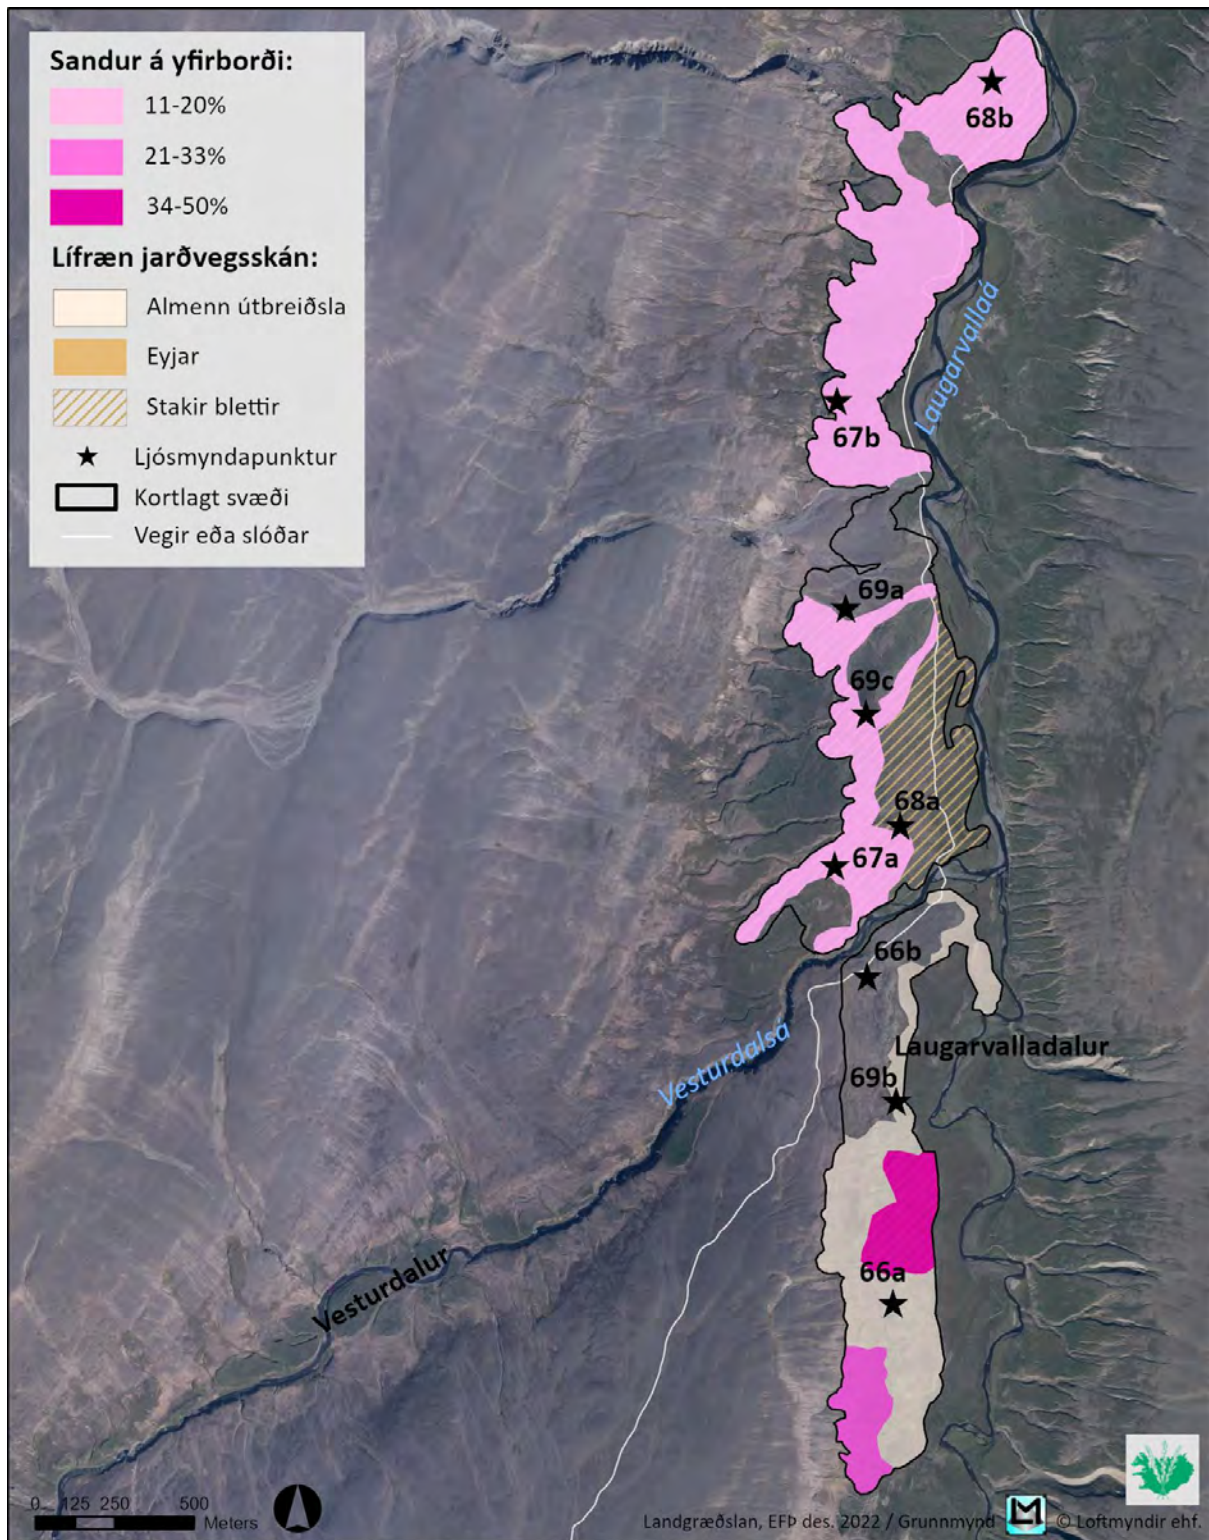 Sandur á yfirborði:
11-20%
21-33%
34-50%
Lífræn jarðvegsskán:
Almenn útbreiðsla
Eyjar
Stakir blettir
Ljósmyndapunktur
Kortlagt svæði
Vegir eða slóðar
68b
Laugarvallaá
67b
69a
69c
68a
67a
66b
Vesturdalsá
Laugarvalladalur
69b
Vesturdalur
66a
0 125 250 500
Meters
Landgræðslan, EFÞ des. 2022 / Grunnmynd LM © Loftmyndir ehf.